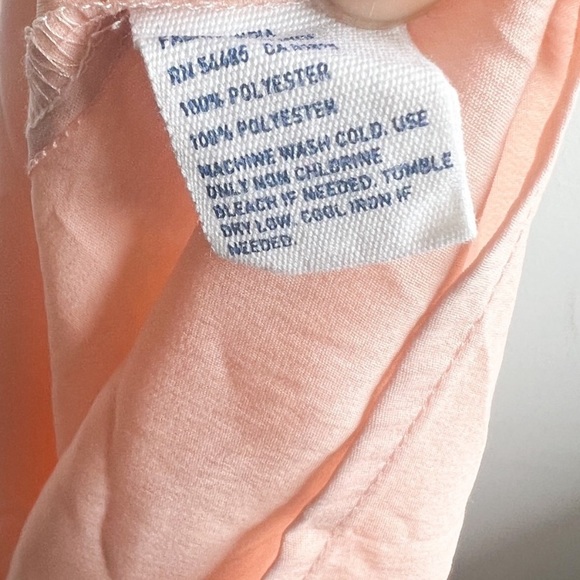 RN 54485 CA
100% POLYESTER
100% POLYESTER
MACHINE WASH COLD. USE
ONLY NON CHLORINE
BLEACH IF NEEDED. TUMBLE
DRY LOW. COOL IRON IF
NEEDED.